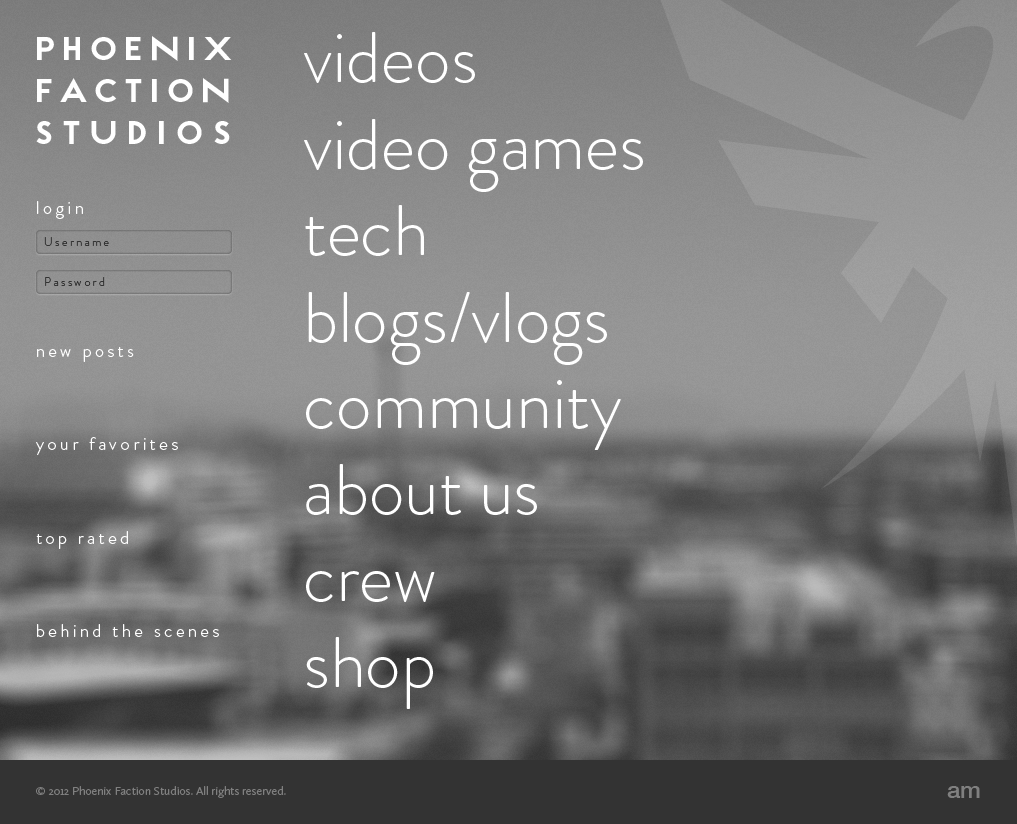 PHOENIX
FACTION
STUDIOS
login
Username
Password
new posts
your favorites
top rated
behind the scenes
videos
video games
tech
blogs/vlogs
community
about us
crew
shop
© 2012 Phoenix Faction Studios. All rights reserved.
am